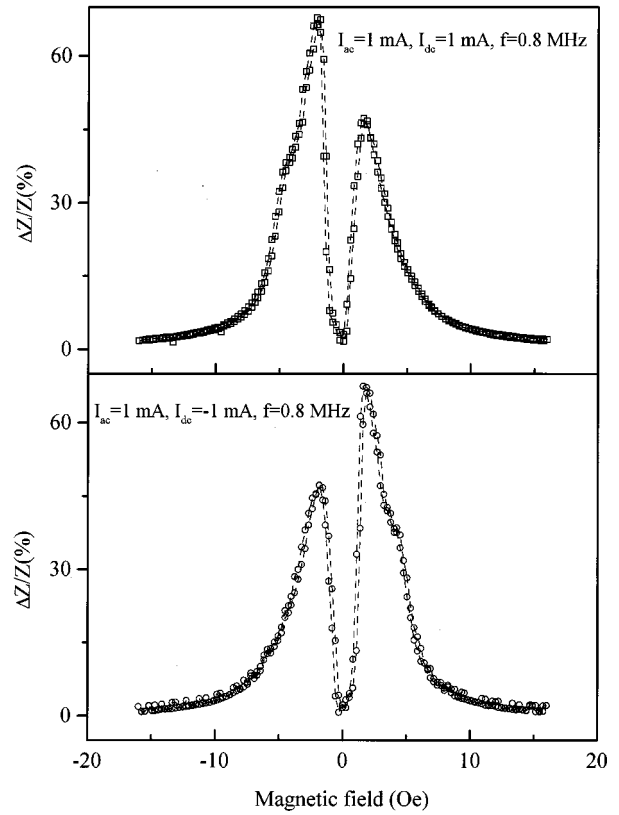 I_ac=1 mA, I_dc=1 mA, f=0.8 MHz
60
30
0
ΔZ/Z(%)
I_ac=1 mA, I_dc=-1 mA, f=0.8 MHz
60
30
0
ΔZ/Z(%)
-20 -10 0 10 20
Magnetic field (Oe)